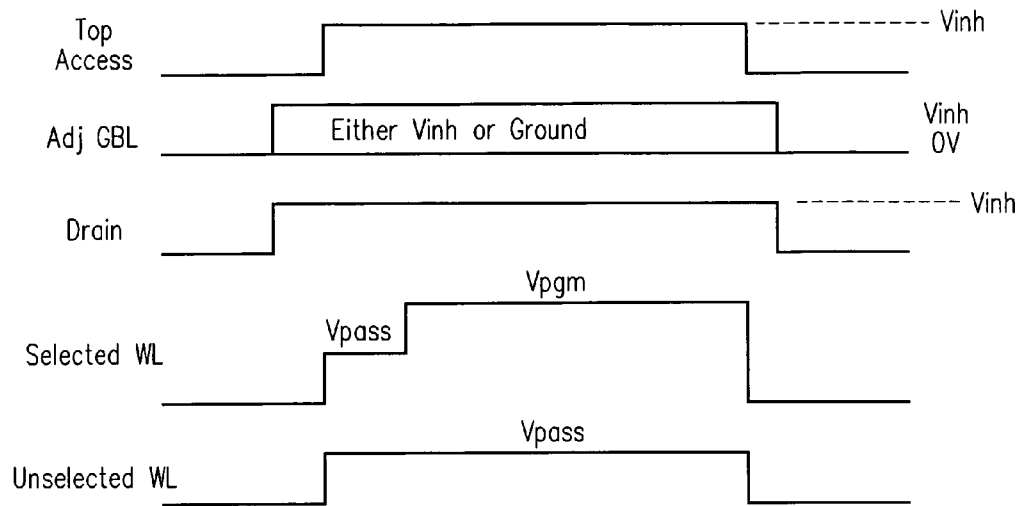 Top
Access
Vinh
Adj GBL
Either Vinh or Ground
Vinh
0V
Drain
Vinh
Vpgm
Vpass
Selected WL
Vpass
Unselected WL